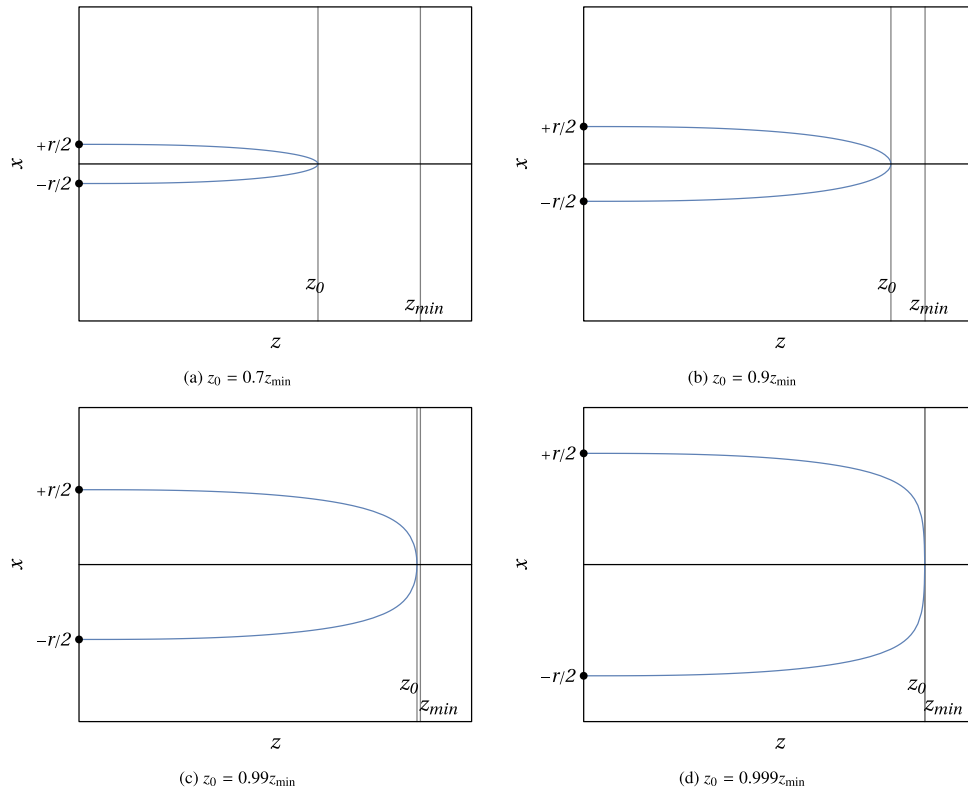 x
+r/2
−r/2
z0
zmin
z
(a) z0 = 0.7zmin
x
+r/2
−r/2
z0
zmin
z
(b) z0 = 0.9zmin
x
+r/2
−r/2
z0
zmin
z
(c) z0 = 0.99zmin
x
+r/2
−r/2
z0
zmin
z
(d) z0 = 0.999zmin